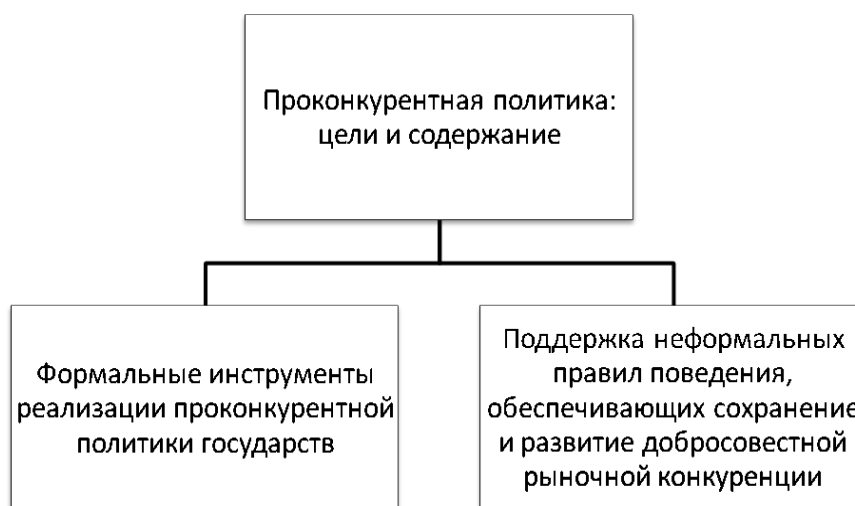 Проконкурентная политика:
цели и содержание
Формальные инструменты
реализации проконкурентной
политики государств
Поддержка неформальных
правил поведения,
обеспечивающих сохранение
и развитие добросовестной
рыночной конкуренции